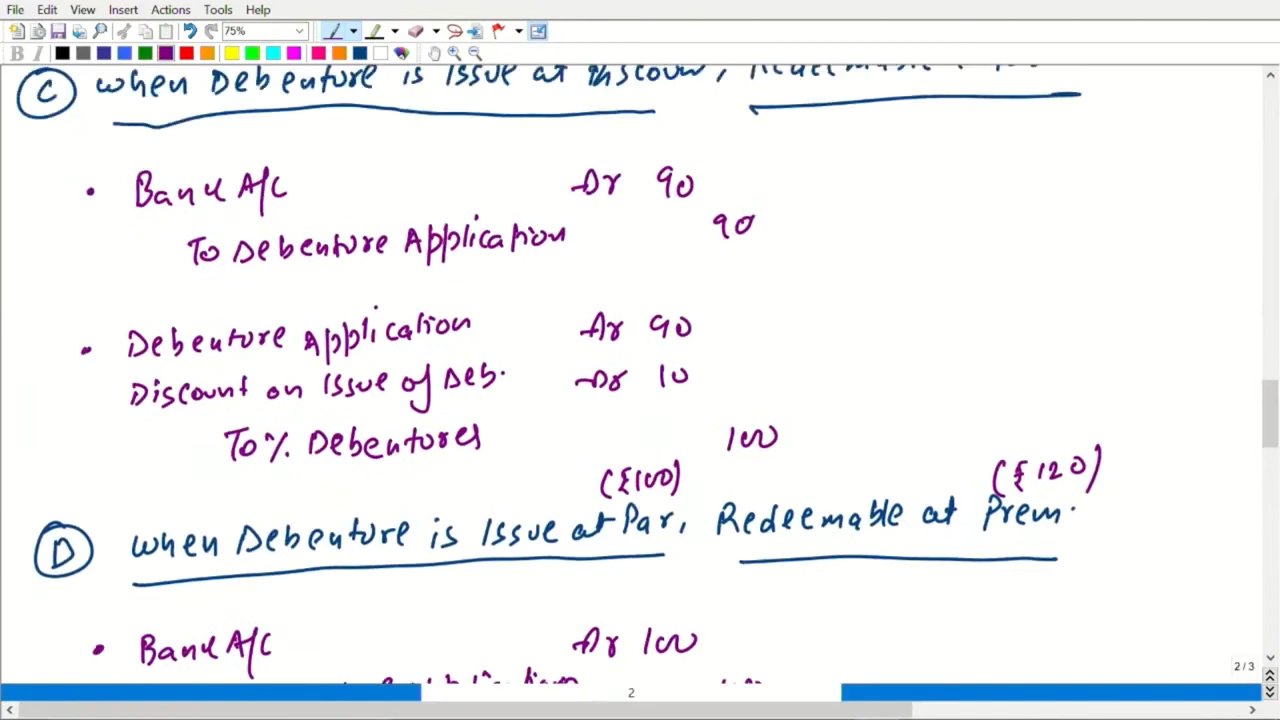 File Edit View Insert Actions Tools Help
75%
B I
C When Debenture is Issue at Discoun,
• Bank A/C Dr 90
To Debenture Application 90
• Debenture Application Dr 90
Discount on Issue of Deb. Dr 10
To % Debentures 100
(₹100) (₹120)
D When Debenture is Issue at Par, Redeemable at Prem.
• Bank A/C Dr 100
2 / 3
2